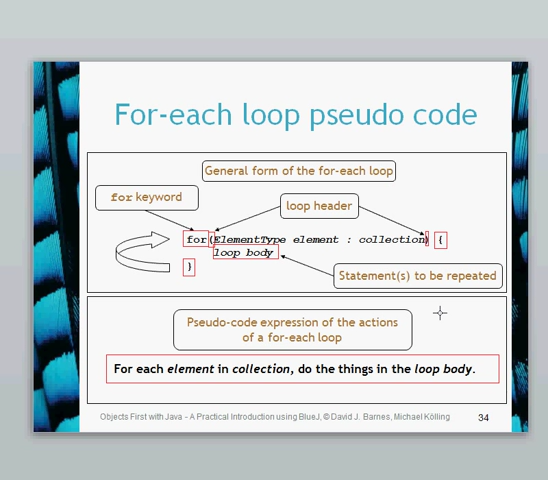 For-each loop pseudo code
General form of the for-each loop
for keyword
loop header
for(ElementType element : collection) {
loop body
}
Statement(s) to be repeated
Pseudo-code expression of the actions
of a for-each loop
For each element in collection, do the things in the loop body.
Objects First with Java - A Practical Introduction using BlueJ, © David J. Barnes, Michael Kölling
34